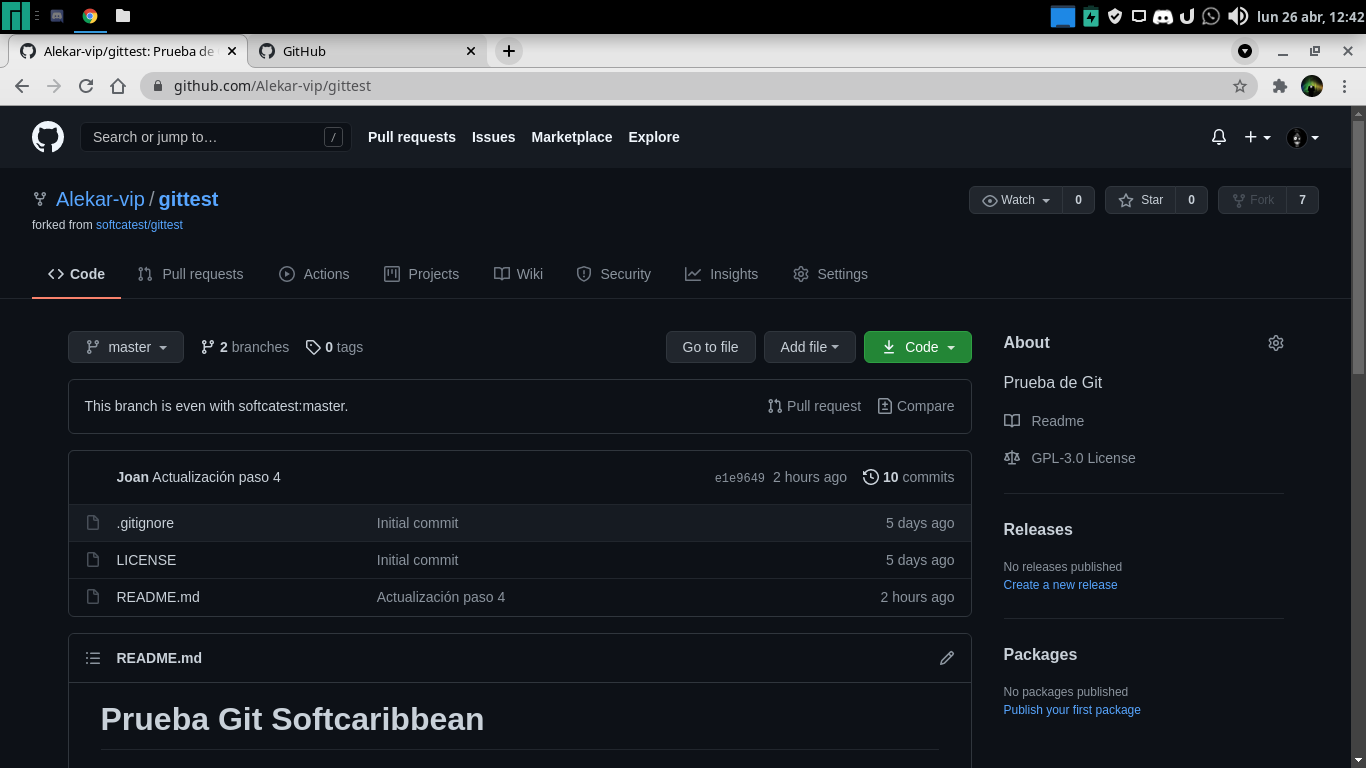 lun 26 abr, 12:42
Alekar-vip/gittest: Prueba de
GitHub
github.com/Alekar-vip/gittest
Search or jump to… /
Pull requests Issues Marketplace Explore
Alekar-vip / gittest
Watch 0 Star 0 Fork 7
forked from softcatest/gittest
Code Pull requests Actions Projects Wiki Security Insights Settings
master 2 branches 0 tags Go to file Add file Code
About
Prueba de Git
This branch is even with softcatest:master. Pull request Compare
Readme
GPL-3.0 License
Joan Actualización paso 4 e1e9649 2 hours ago 10 commits
.gitignore Initial commit 5 days ago
LICENSE Initial commit 5 days ago
README.md Actualización paso 4 2 hours ago
Releases
No releases published
Create a new release
Packages
No packages published
Publish your first package
README.md
Prueba Git Softcaribbean